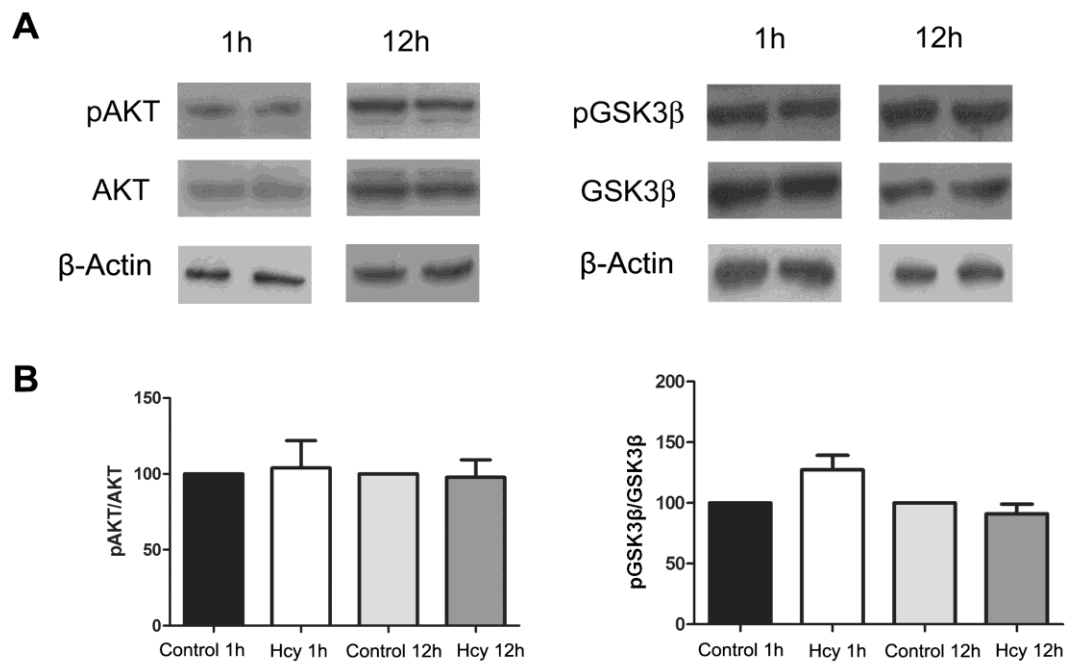 A
1h 12h
pAKT
AKT
β-Actin
1h 12h
pGSK3β
GSK3β
β-Actin
B
pAKT/AKT
150
100
50
0
Control 1h Hcy 1h Control 12h Hcy 12h
pGSK3β/GSK3β
200
150
100
50
0
Control 1h Hcy 1h Control 12h Hcy 12h